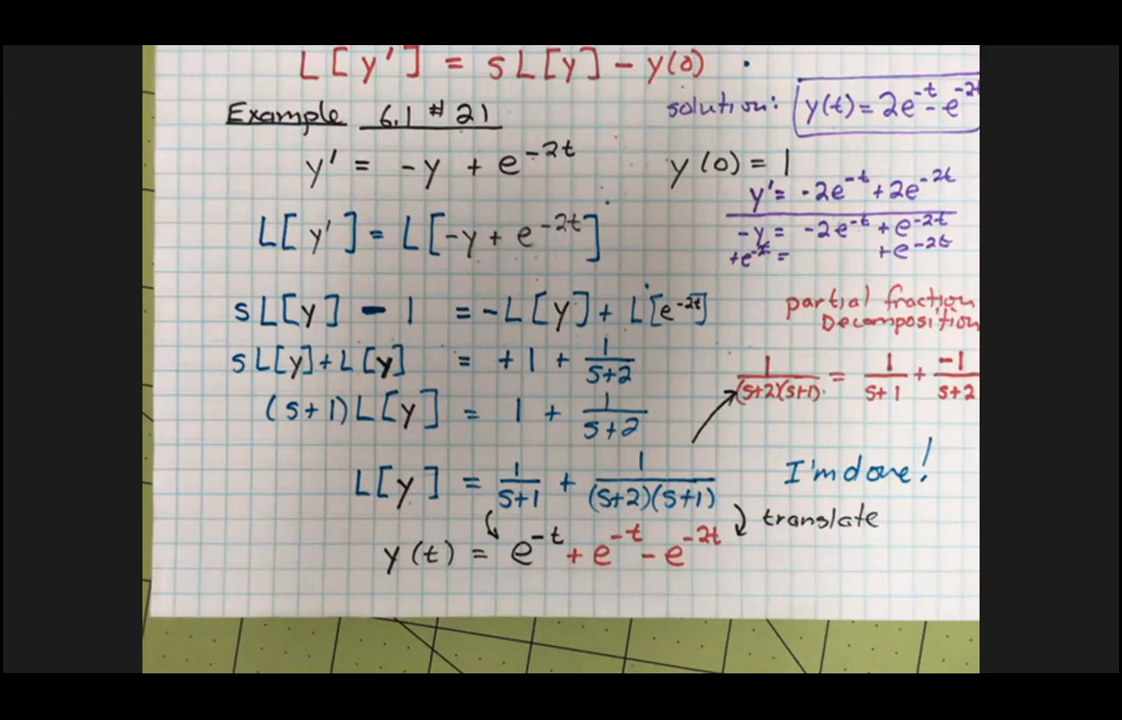 L[y'] = sL[y] - y(0)
Example 6.1 #21
solution: y(t) = 2e^-t - e^-2t
y' = -y + e^-2t y(0) = 1
y' = -2e^-t + 2e^-2t
L[y'] = L[-y + e^-2t]
-y = -2e^-t + e^-2t
+e^-2t = +e^-2t
sL[y] - 1 = -L[y] + L[e^-2t]
partial fraction
Decomposition
sL[y] + L[y] = +1 + 1/(s+2)
1/((s+2)(s+1)) = 1/(s+1) + -1/(s+2)
(s+1)L[y] = 1 + 1/(s+2)
L[y] = 1/(s+1) + 1/((s+2)(s+1))
I'm done!
translate
y(t) = e^-t + e^-t - e^-2t